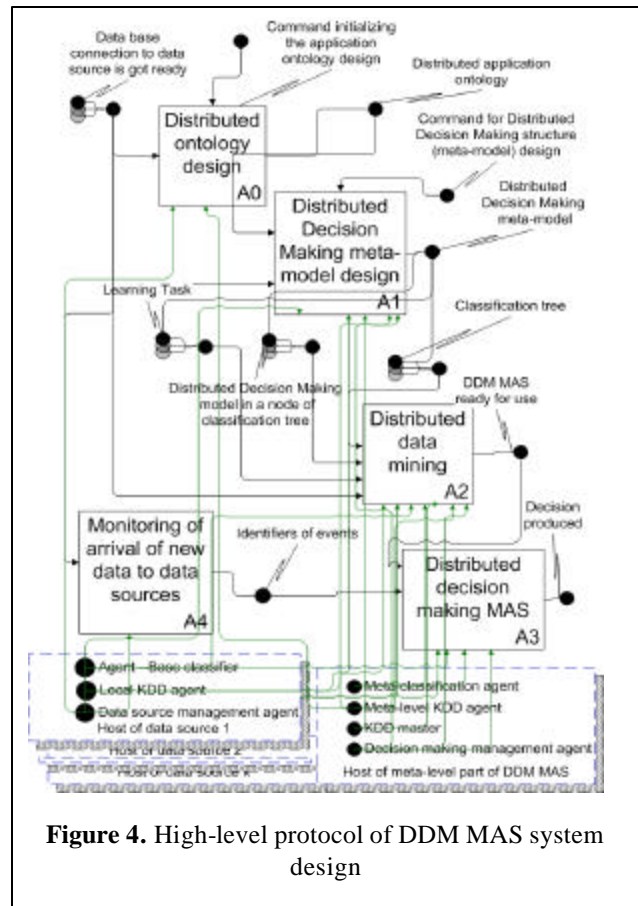 Data base
connection to data
source is got ready
Command initializing
the application
ontology design
Distributed application
ontology
Distributed
ontology
design
A0
Command for Distributed
Decision Making structure
(meta-model) design
Distributed
Decision Making
meta-model
Distributed
Decision
Making meta-
model design
A1
Learning Task
Classification tree
Distributed Decision Making
model in a node of
classification tree
DDM MAS
ready for use
Distributed
data
mining
A2
Decision
produced
Monitoring of
arrival of new
data to data
sources
A4
Identifiers of events
Distributed
decision
making MAS
A3
Agent - Base classifier
Local KDD agent
Data source management agent
Host of data source 1
Host of data source 2
Host of data source k
Meta-classification agent
Meta-level KDD agent
KDD master
Decision making management agent
Host of meta-level part of DDM MAS
Figure 4. High-level protocol of DDM MAS system
design